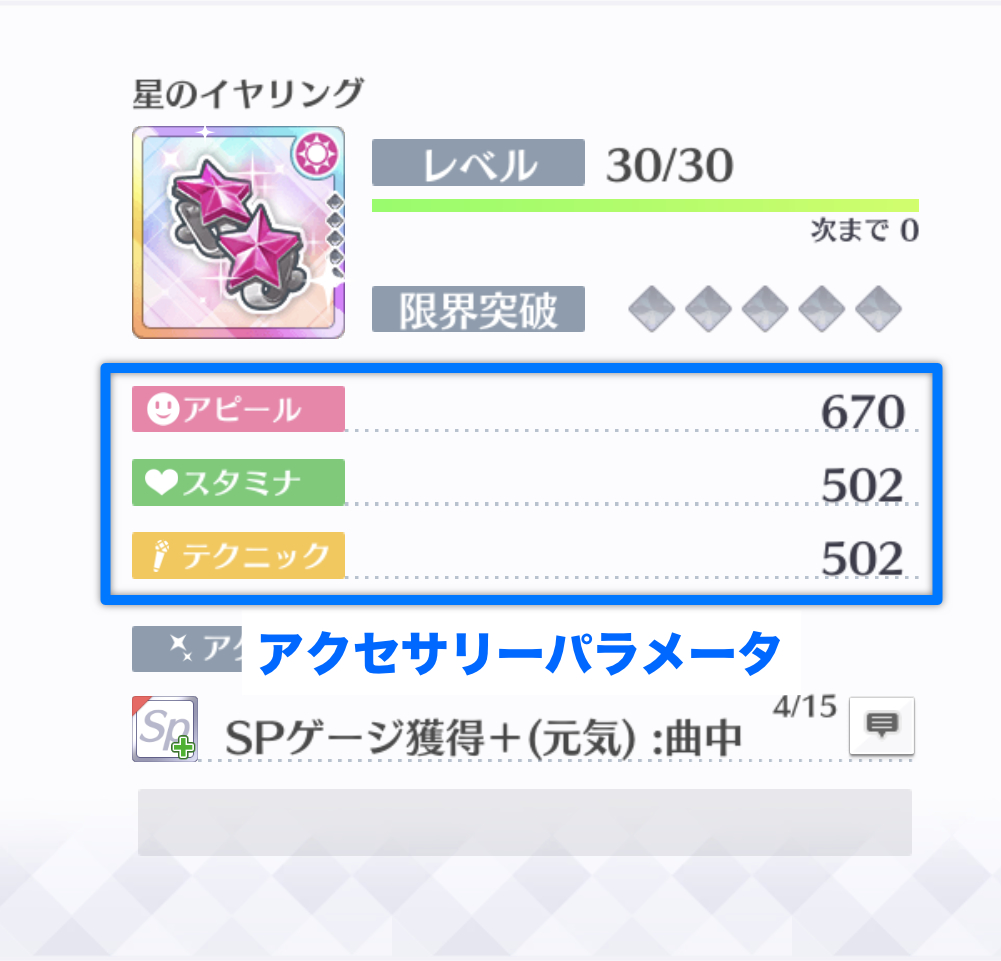 星のイヤリング
レベル 30/30
次まで 0
限界突破
アピール 670
スタミナ 502
テクニック 502
アクセサリーパラメータ
Sp
SPゲージ獲得＋(元気) :曲中 4/15